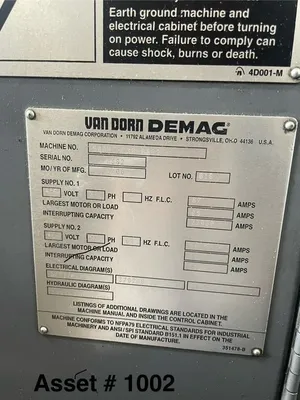 Earth ground machine and
electrical cabinet before turning
on power. Failure to comply can
cause shock, burns or death.
4D001-M
VAN DORN DEMAG
VAN DORN DEMAG CORPORATION • 11792 ALAMEDA DRIVE • STRONGSVILLE, OHIO 44136 U.S.A.
MACHINE NO.
SERIAL NO.
MO/YR OF MFG. LOT NO.
SUPPLY NO. 1
VOLT PH HZ F.L.C. AMPS
LARGEST MOTOR OR LOAD AMPS
INTERRUPTING CAPACITY AMPS
SUPPLY NO. 2
VOLT PH HZ F.L.C. AMPS
LARGEST MOTOR OR LOAD AMPS
INTERRUPTING CAPACITY AMPS
ELECTRICAL DIAGRAM(S)
HYDRAULIC DIAGRAM(S)
LISTINGS OF ADDITIONAL DRAWINGS ARE LOCATED IN THE
MACHINE MANUAL AND INSIDE THE CONTROL CABINET.
MACHINE CONFORMS TO NFPA79 ELECTRICAL STANDARDS FOR INDUSTRIAL
MACHINERY AND ANSI / SPI STANDARD B151.1 IN EFFECT ON THE
DATE OF MANUFACTURE.
351478-B
Asset # 1002